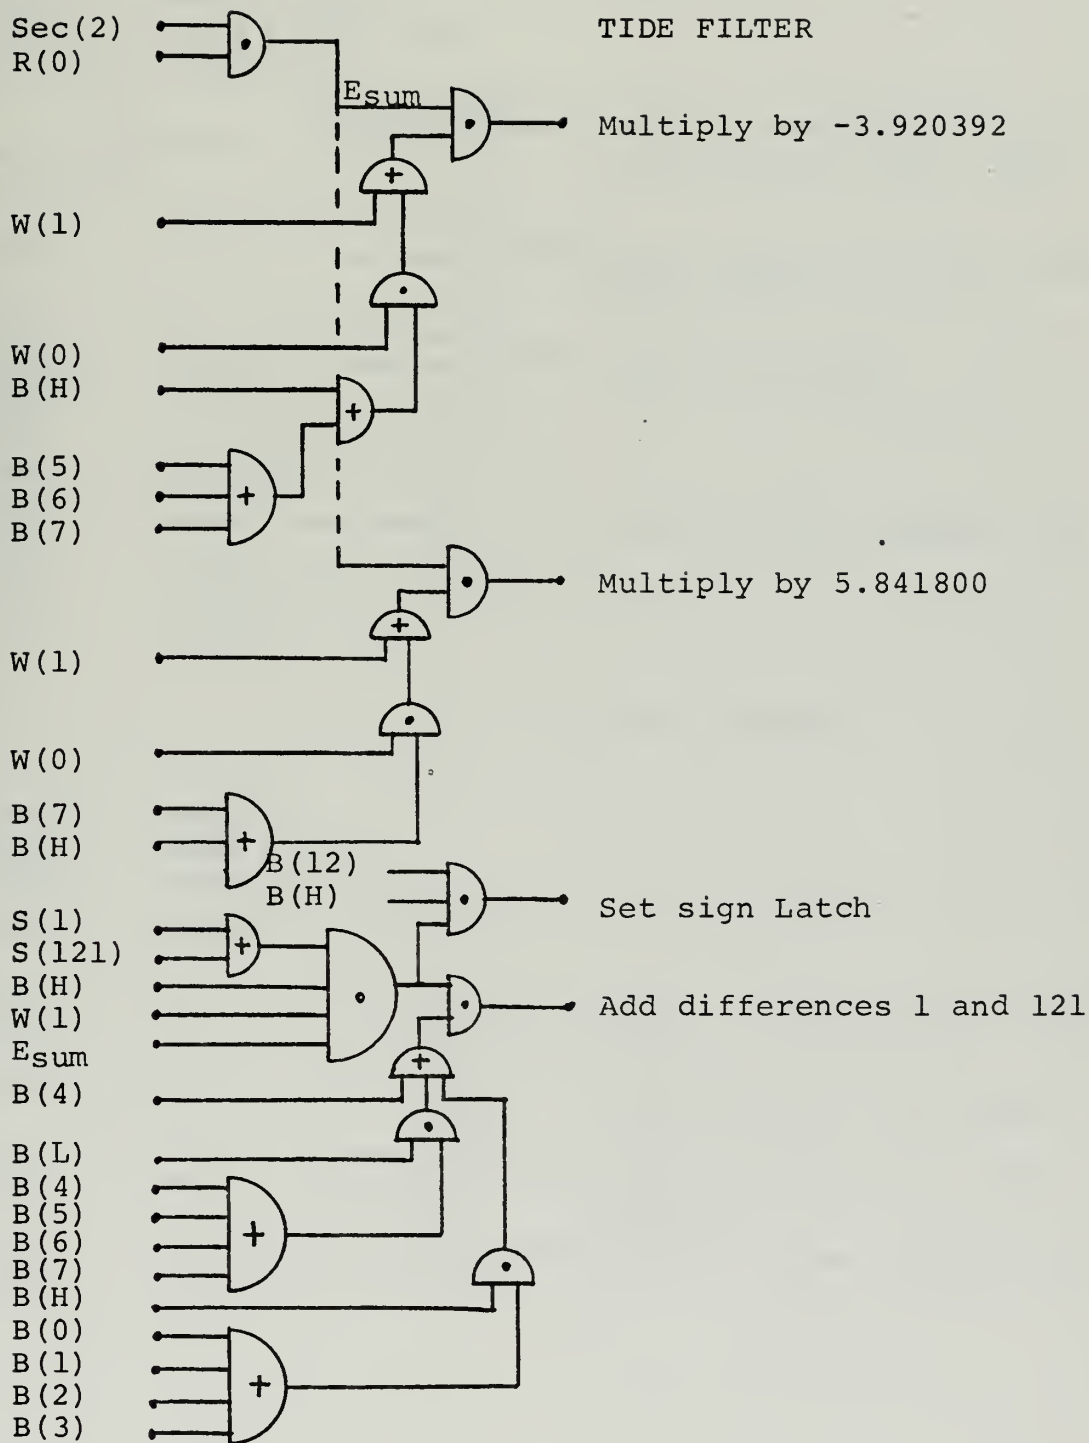 Sec(2)
TIDE FILTER
R(0)
Esum
Multiply by -3.920392
W(1)
W(0)
B(H)
B(5)
B(6)
B(7)
Multiply by 5.841800
W(1)
W(0)
B(7)
B(H)
B(12)
B(H)
Set sign Latch
S(1)
S(121)
B(H)
W(1)
Esum
Add differences 1 and 121
B(4)
B(L)
B(4)
B(5)
B(6)
B(7)
B(H)
B(0)
B(1)
B(2)
B(3)